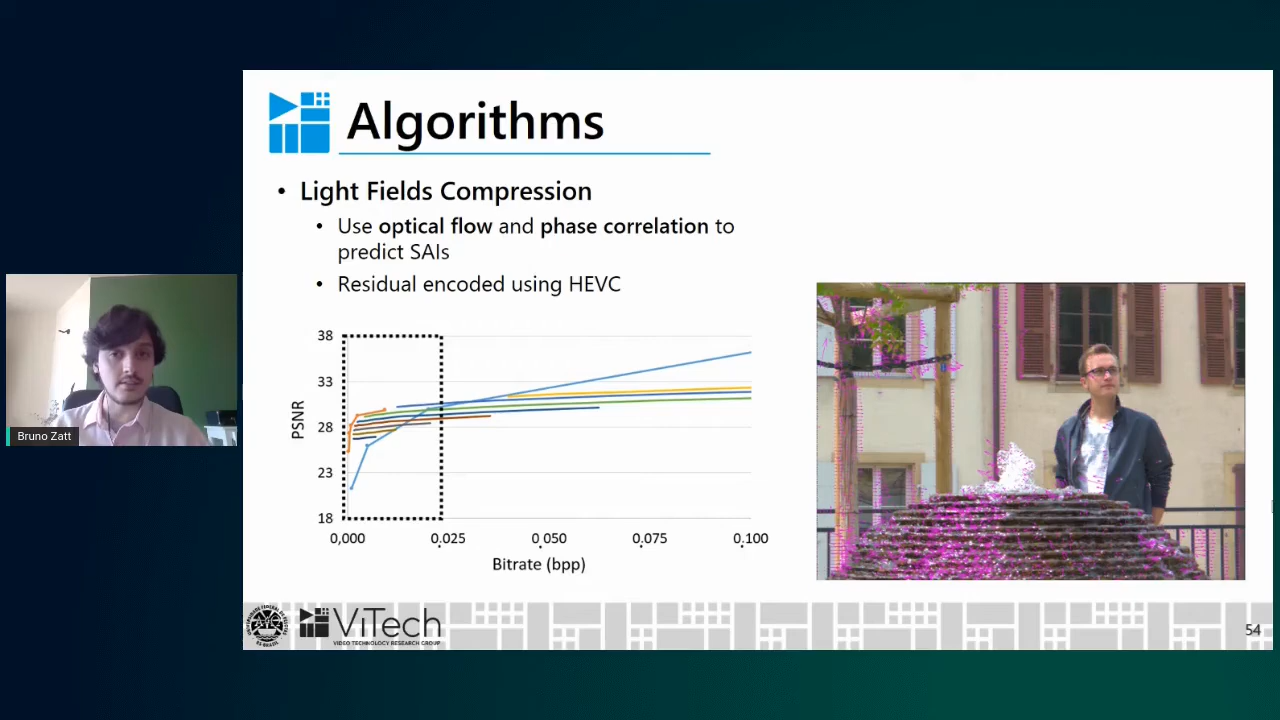 Algorithms
• Light Fields Compression
• Use optical flow and phase correlation to
predict SAIs
• Residual encoded using HEVC
38
33
28
23
18
PSNR
0,000
0.025
0.050
0.075
0.100
Bitrate (bpp)
Bruno Zatt
ViTech
VIDEO TECHNOLOGY RESEARCH GROUP
54